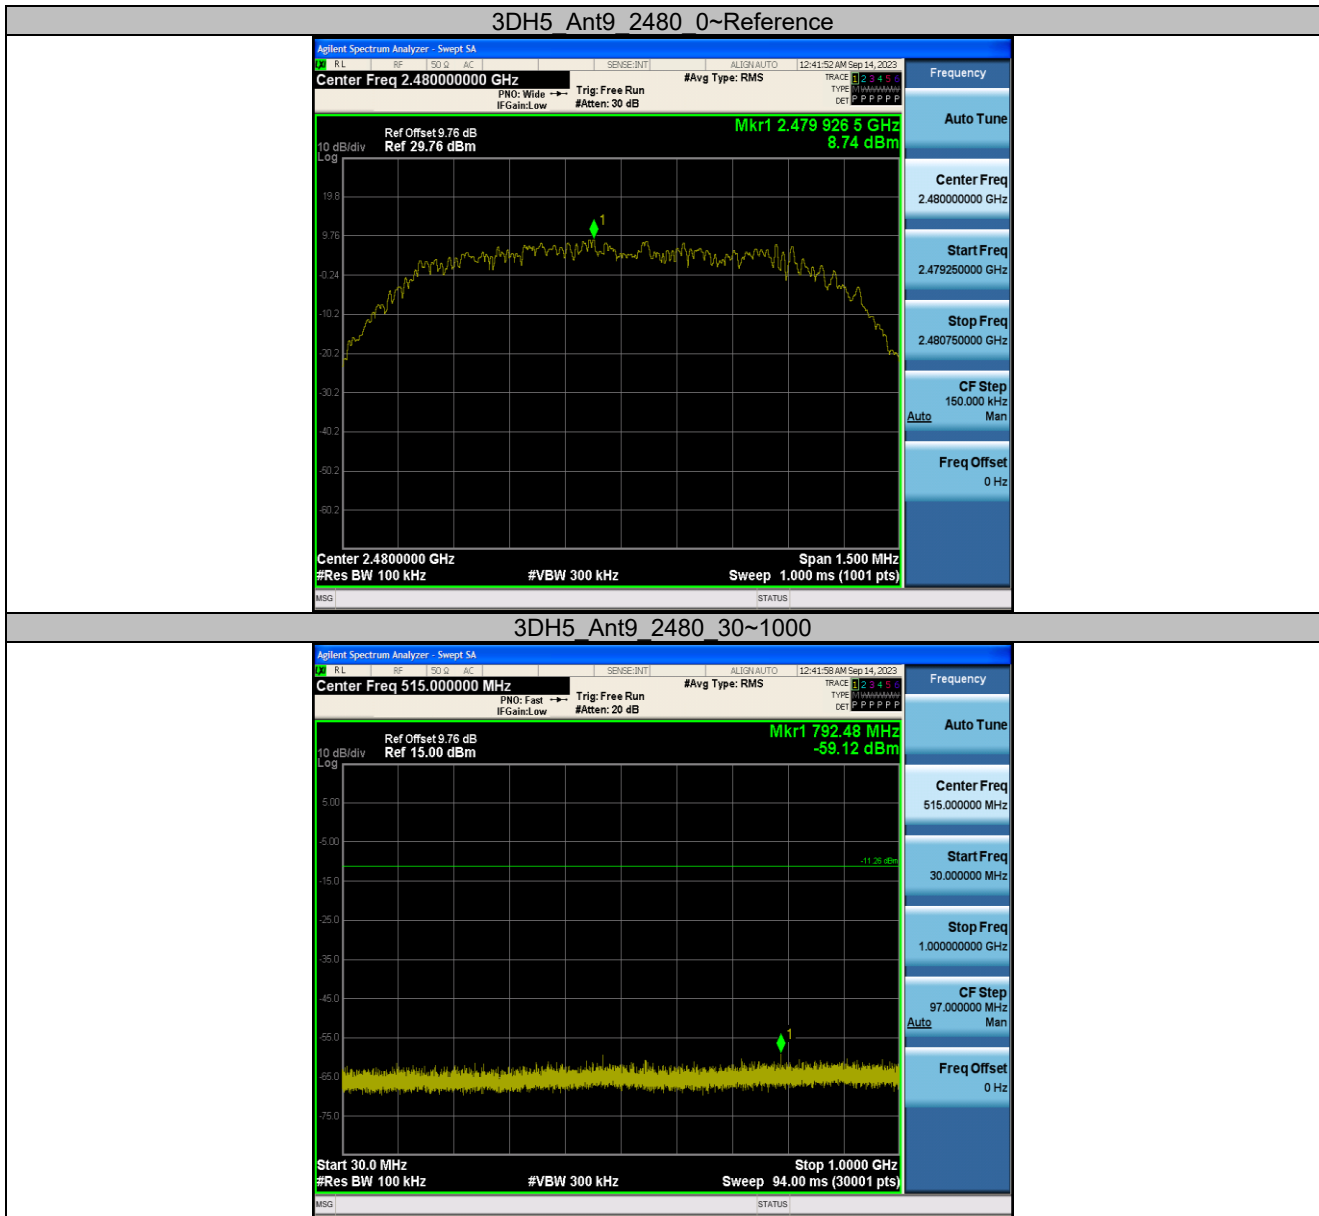 3DH5_Ant9_2480_0~Reference
Agilent Spectrum Analyzer - Swept SA
RL RF 50 Ω AC SENSE:INT ALIGN AUTO 12:41:52 AM Sep 14, 2023
Center Freq 2.480000000 GHz
PNO: Wide
IFGain:Low
Trig: Free Run
#Atten: 30 dB
#Avg Type: RMS
TRACE 1 2 3 4 5 6
TYPE
DET P P P P P P
Ref Offset 9.76 dB
Ref 29.76 dBm
10 dB/div
Log
Mkr1 2.479 926 5 GHz
8.74 dBm
1
19.8
9.76
-0.24
-10.2
-20.2
-30.2
-40.2
-50.2
-60.2
Center 2.4800000 GHz
Span 1.500 MHz
#Res BW 100 kHz
#VBW 300 kHz
Sweep 1.000 ms (1001 pts)
MSG
STATUS
Frequency
Auto Tune
Center Freq
2.480000000 GHz
Start Freq
2.479250000 GHz
Stop Freq
2.480750000 GHz
CF Step
150.000 kHz
Auto Man
Freq Offset
0 Hz
3DH5_Ant9_2480_30~1000
Agilent Spectrum Analyzer - Swept SA
RL RF 50 Ω AC SENSE:INT ALIGN AUTO 12:41:58 AM Sep 14, 2023
Center Freq 515.000000 MHz
PNO: Fast
IFGain:Low
Trig: Free Run
#Atten: 20 dB
#Avg Type: RMS
TRACE 1 2 3 4 5 6
TYPE
DET P P P P P P
Ref Offset 9.76 dB
Ref 15.00 dBm
10 dB/div
Log
Mkr1 792.48 MHz
-59.12 dBm
5.00
-5.00
-11.26 dBm
-15.0
-25.0
-35.0
-45.0
-55.0
1
-65.0
-75.0
Start 30.0 MHz
Stop 1.0000 GHz
#Res BW 100 kHz
#VBW 300 kHz
Sweep 94.00 ms (30001 pts)
MSG
STATUS
Frequency
Auto Tune
Center Freq
515.000000 MHz
Start Freq
30.000000 MHz
Stop Freq
1.000000000 GHz
CF Step
97.000000 MHz
Auto Man
Freq Offset
0 Hz